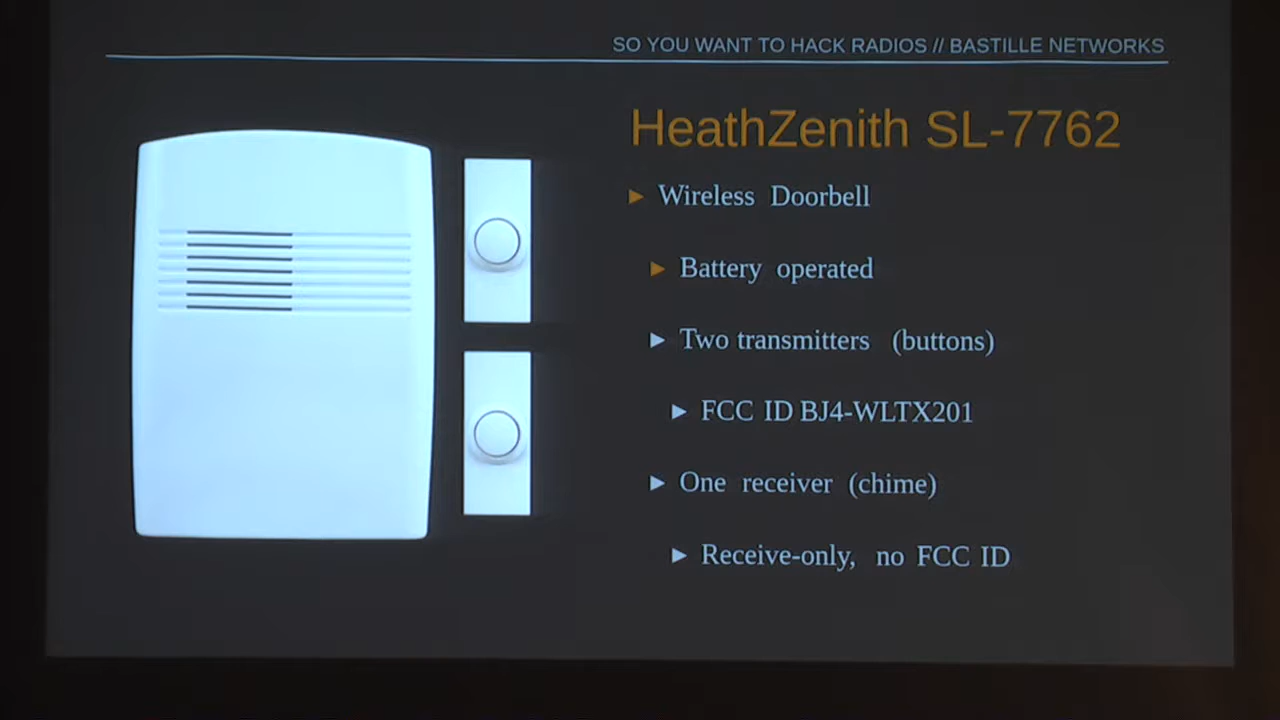 SO YOU WANT TO HACK RADIOS // BASTILLE NETWORKS
HeathZenith SL-7762
Wireless Doorbell
Battery operated
Two transmitters (buttons)
FCC ID BJ4-WLTX201
One receiver (chime)
Receive-only, no FCC ID